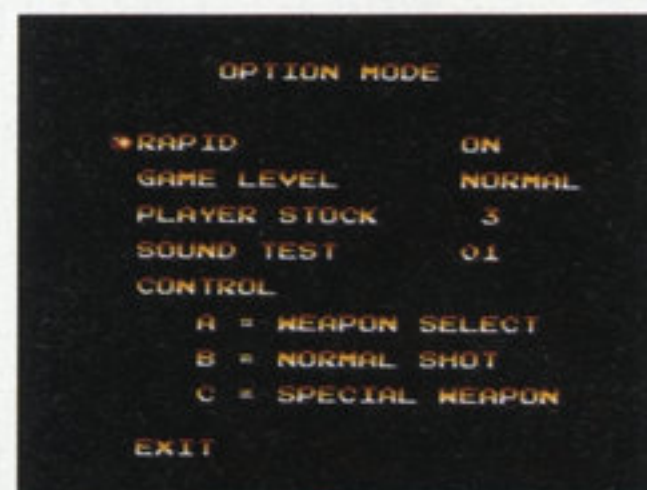 OPTION MODE
RAPID ON
GAME LEVEL NORMAL
PLAYER STOCK 3
SOUND TEST 01
CONTROL
A = WEAPON SELECT
B = NORMAL SHOT
C = SPECIAL WEAPON
EXIT